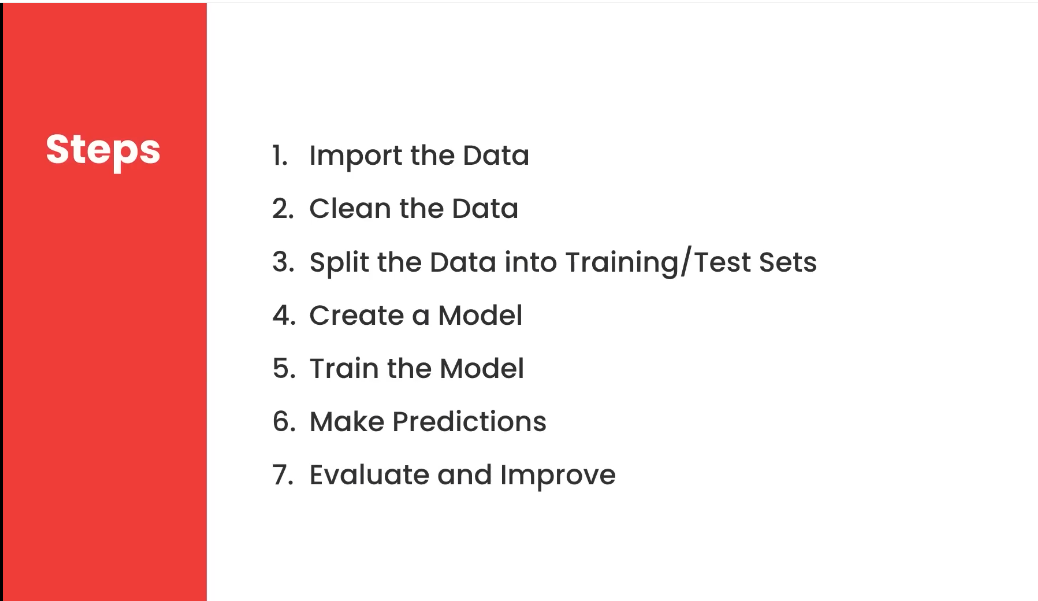 Steps
1. Import the Data
2. Clean the Data
3. Split the Data into Training/Test Sets
4. Create a Model
5. Train the Model
6. Make Predictions
7. Evaluate and Improve